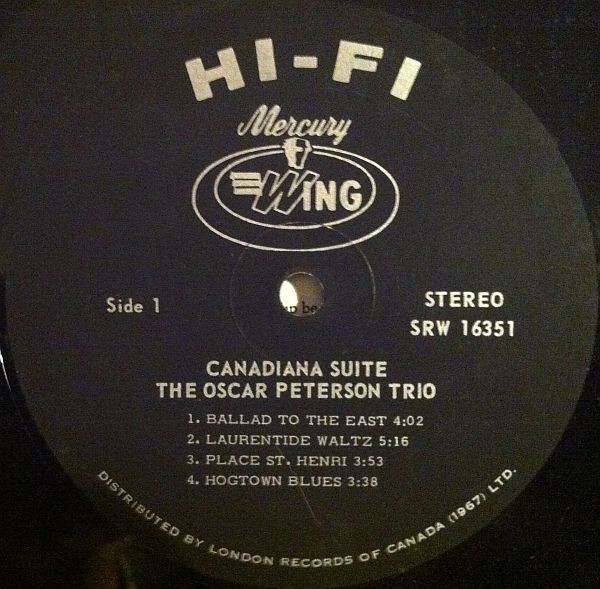 HI-FI
Mercury
WING
Side 1
STEREO
SRW 16351
CANADIANA SUITE
THE OSCAR PETERSON TRIO
1. BALLAD TO THE EAST 4:02
2. LAURENTIDE WALTZ 5:16
3. PLACE ST. HENRI 3:53
4. HOGTOWN BLUES 3:38
DISTRIBUTED BY LONDON RECORDS OF CANADA (1967) LTD.